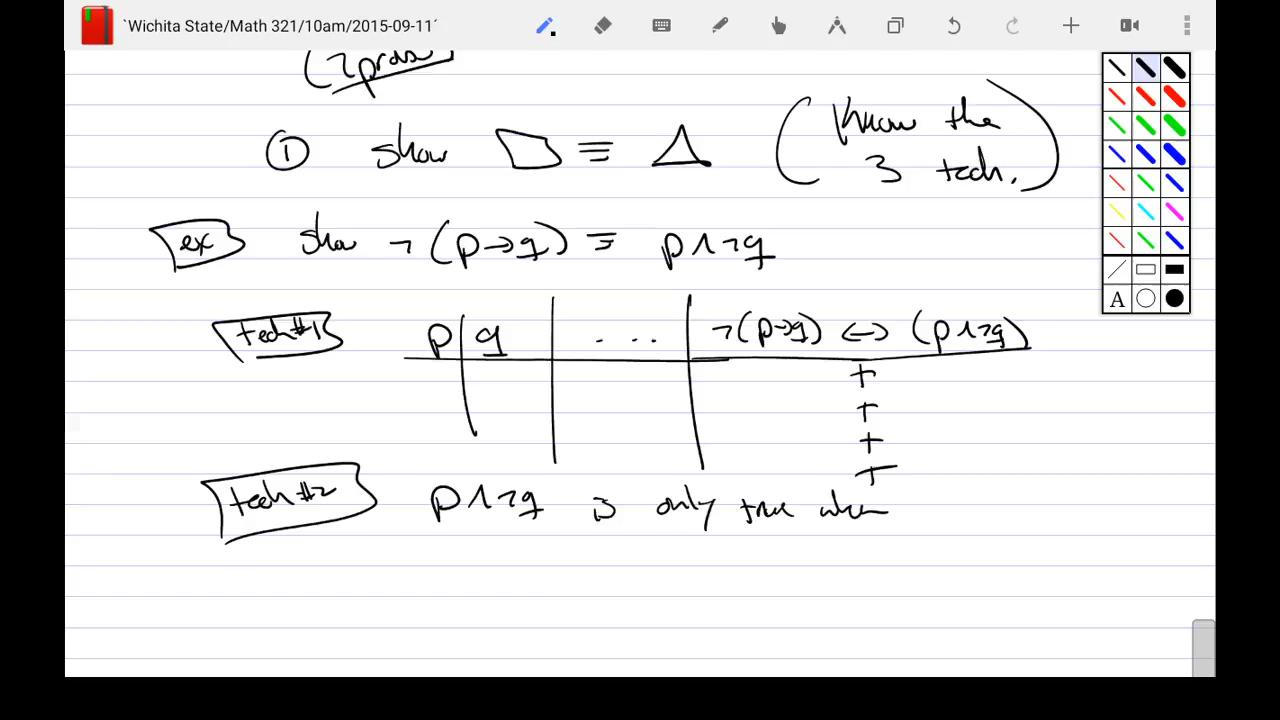 `Wichita State/Math 321/10am/2015-09-11´
① show ≡ △ (Know the
3 tech.)
ex show ¬(p→q) ≡ p∧¬q
tech#1 p q ... ¬(p→q) ↔ (p∧¬q)
T
T
T
T
tech#2 p∧¬q is only true when
A